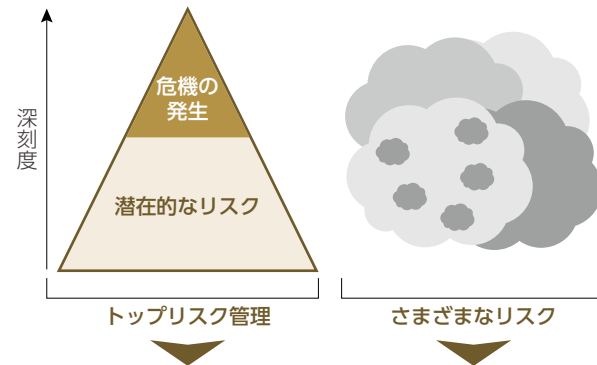 深刻度
危機の
発生
潜在的なリスク
トップリスク管理
さまざまなリスク